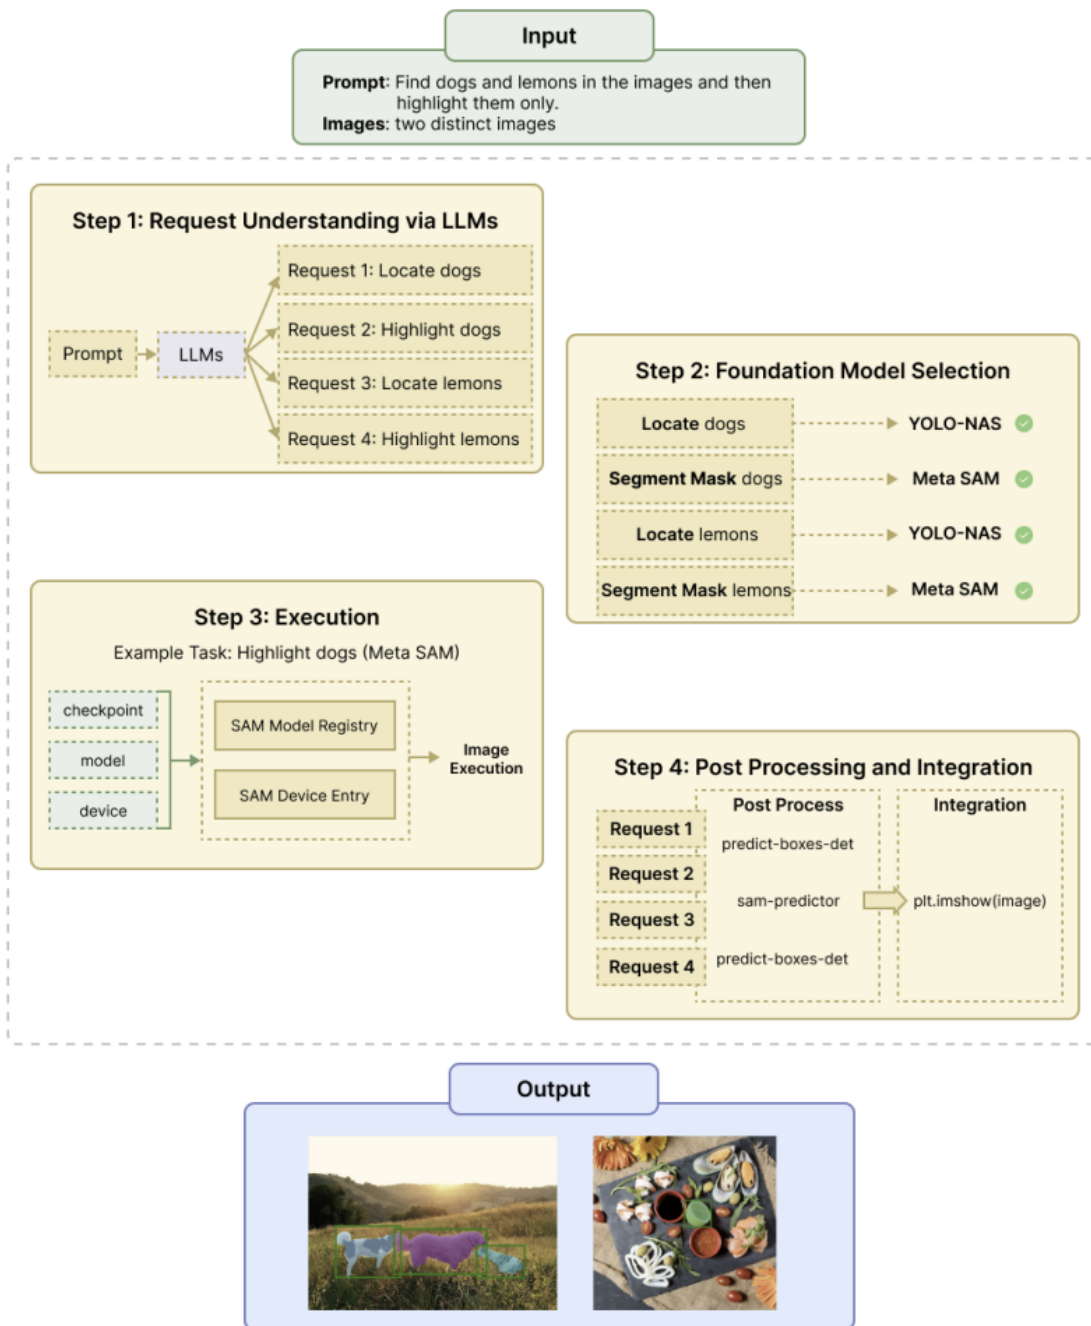 Input
Prompt: Find dogs and lemons in the images and then
highlight them only.
Images: two distinct images
Step 1: Request Understanding via LLMs
Prompt
LLMs
Request 1: Locate dogs
Request 2: Highlight dogs
Request 3: Locate lemons
Request 4: Highlight lemons
Step 2: Foundation Model Selection
Locate dogs
YOLO-NAS
Segment Mask dogs
Meta SAM
Locate lemons
YOLO-NAS
Segment Mask lemons
Meta SAM
Step 3: Execution
Example Task: Highlight dogs (Meta SAM)
checkpoint
model
device
SAM Model Registry
SAM Device Entry
Image
Execution
Step 4: Post Processing and Integration
Request 1
Request 2
Request 3
Request 4
Post Process
predict-boxes-det
sam-predictor
predict-boxes-det
Integration
plt.imshow(image)
Output